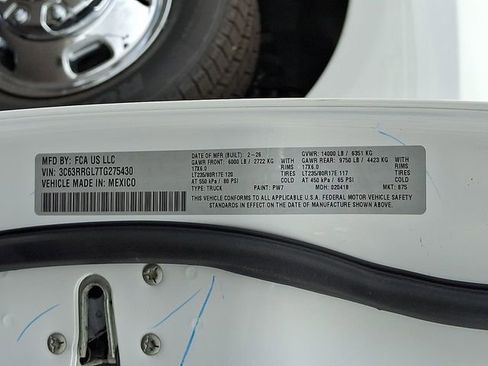 MFD BY: FCA US LLC
VIN: 3C63RRGL7TG275430
VEHICLE MADE IN: MEXICO
DATE OF MFR (BUILT): 2-26 GVWR: 14000 LB / 6351 KG
GAWR FRONT: 6000 LB / 2722 KG WITH GAWR REAR: 9750 LB / 4423 KG WITH
17X6.0 RIMS 17X6.0 RIMS
LT235/80R17E 120 TIRES LT235/80R17E 117 TIRES
AT 550 kPa / 80 PSI COLD AT 450 kPa / 65 PSI COLD
TYPE: TRUCK PAINT: PW7 MDH: 020418 MKT: 875
THIS VEHICLE CONFORMS TO ALL APPLICABLE U.S.A. FEDERAL MOTOR VEHICLE SAFETY
STANDARDS IN EFFECT ON THE DATE OF MANUFACTURE SHOWN ABOVE